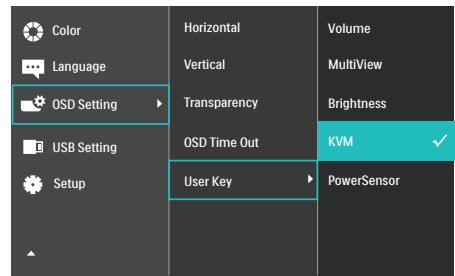 Color
Language
OSD Setting
USB Setting
Setup
Horizontal
Vertical
Transparency
OSD Time Out
User Key
Volume
MultiView
Brightness
KVM
PowerSensor